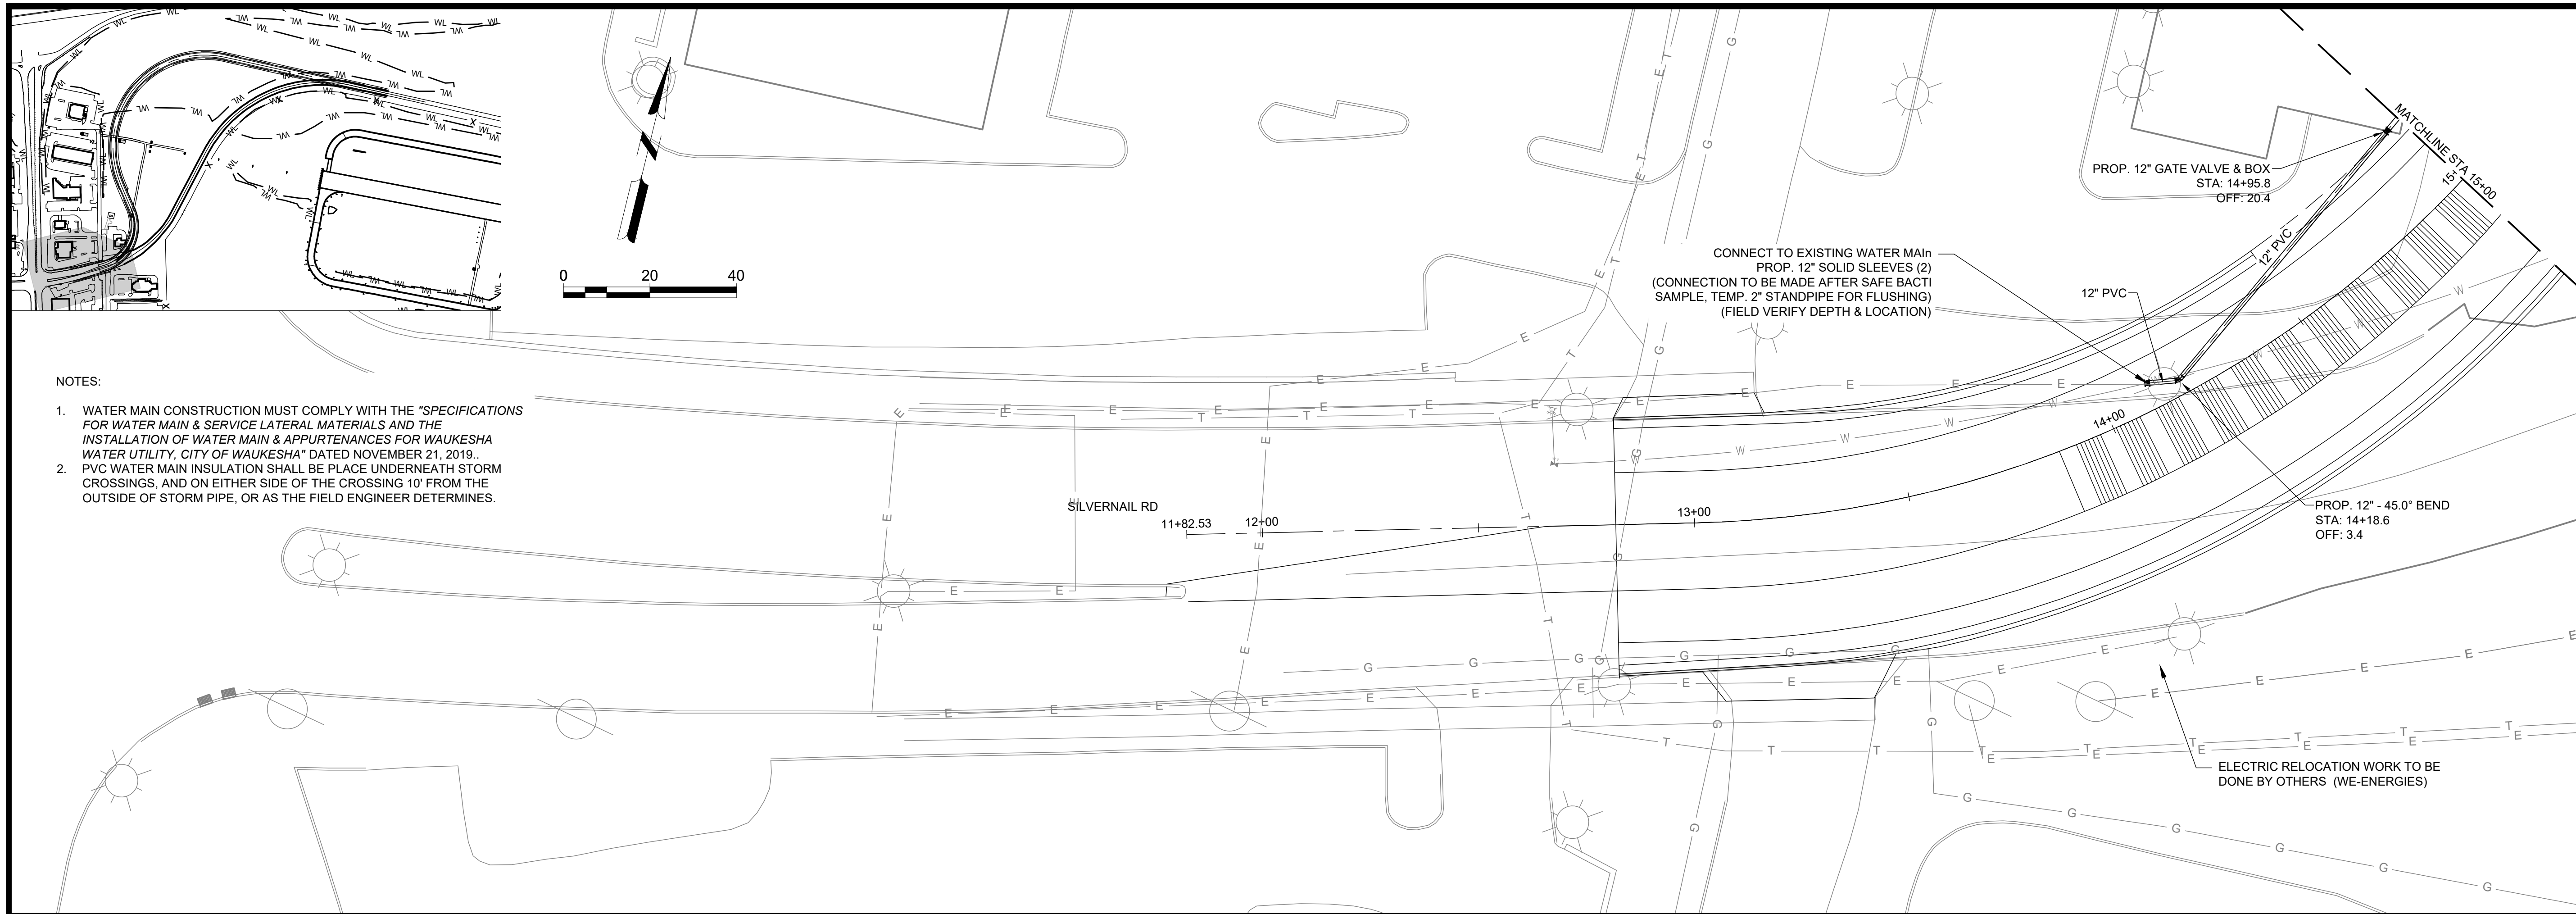 0 20 40
NOTES:
1. WATER MAIN CONSTRUCTION MUST COMPLY WITH THE "SPECIFICATIONS
FOR WATER MAIN & SERVICE LATERAL MATERIALS AND THE
INSTALLATION OF WATER MAIN & APPURTENANCES FOR WAUKESHA
WATER UTILITY, CITY OF WAUKESHA" DATED NOVEMBER 21, 2019..
2. PVC WATER MAIN INSULATION SHALL BE PLACE UNDERNEATH STORM
CROSSINGS, AND ON EITHER SIDE OF THE CROSSING 10' FROM THE
OUTSIDE OF STORM PIPE, OR AS THE FIELD ENGINEER DETERMINES.
MATCHLINE STA 15+00
PROP. 12" GATE VALVE & BOX
STA: 14+95.8
OFF: 20.4
15+
12" PVC
CONNECT TO EXISTING WATER MAIn
PROP. 12" SOLID SLEEVES (2)
(CONNECTION TO BE MADE AFTER SAFE BACTI
SAMPLE, TEMP. 2" STANDPIPE FOR FLUSHING)
(FIELD VERIFY DEPTH & LOCATION)
12" PVC
14+00
SILVERNAIL RD
11+82.53
12+00
13+00
PROP. 12" - 45.0° BEND
STA: 14+18.6
OFF: 3.4
ELECTRIC RELOCATION WORK TO BE
DONE BY OTHERS (WE-ENERGIES)